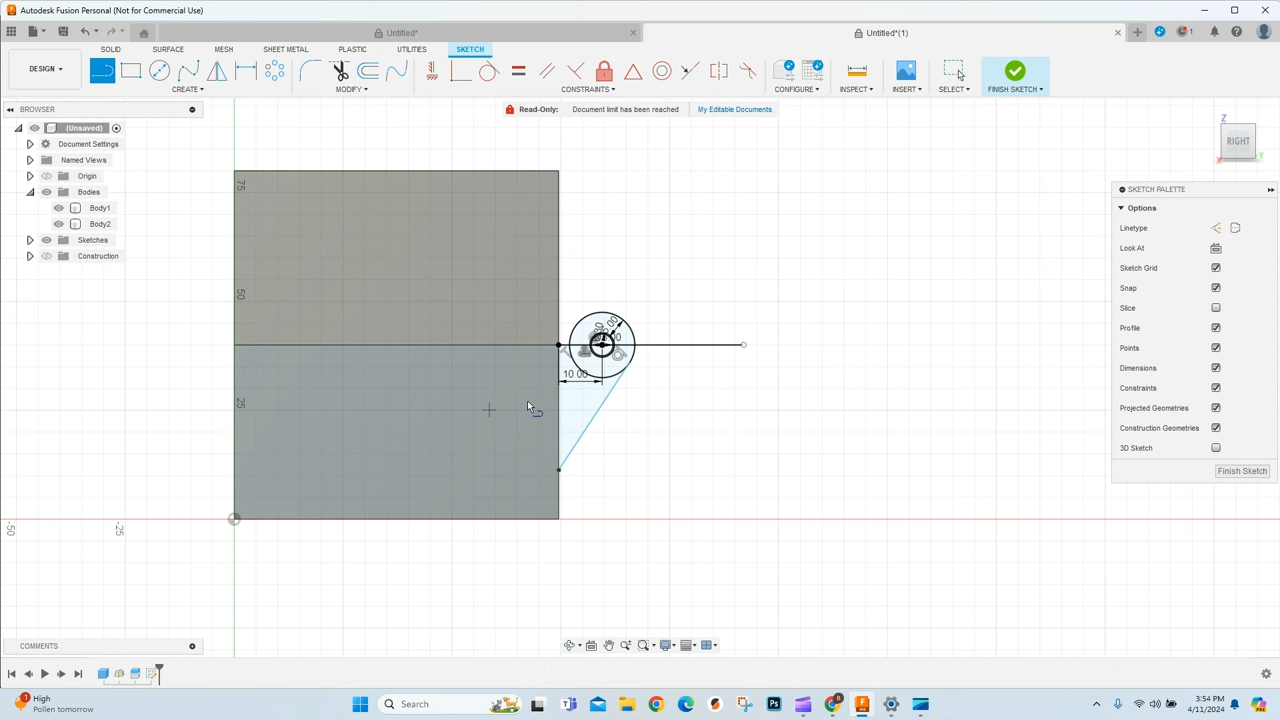 Autodesk Fusion Personal (Not for Commercial Use)
Untitled*
Untitled*(1)
1
SOLID
SURFACE
MESH
SHEET METAL
PLASTIC
UTILITIES
SKETCH
DESIGN
CREATE
MODIFY
CONSTRAINTS
CONFIGURE
INSPECT
INSERT
SELECT
FINISH SKETCH
BROWSER
Read-Only:
Document limit has been reached
My Editable Documents
(Unsaved)
Document Settings
Named Views
Origin
Bodies
Body1
Body2
Sketches
Construction
Z
RIGHT
X
Y
SKETCH PALETTE
Options
Linetype
Look At
Sketch Grid
Snap
Slice
Profile
Points
Dimensions
Constraints
Projected Geometries
Construction Geometries
3D Sketch
Finish Sketch
75
50
25
10.00
-50
-25
COMMENTS
1
High
Pollen tomorrow
Search
3:54 PM
4/11/2024